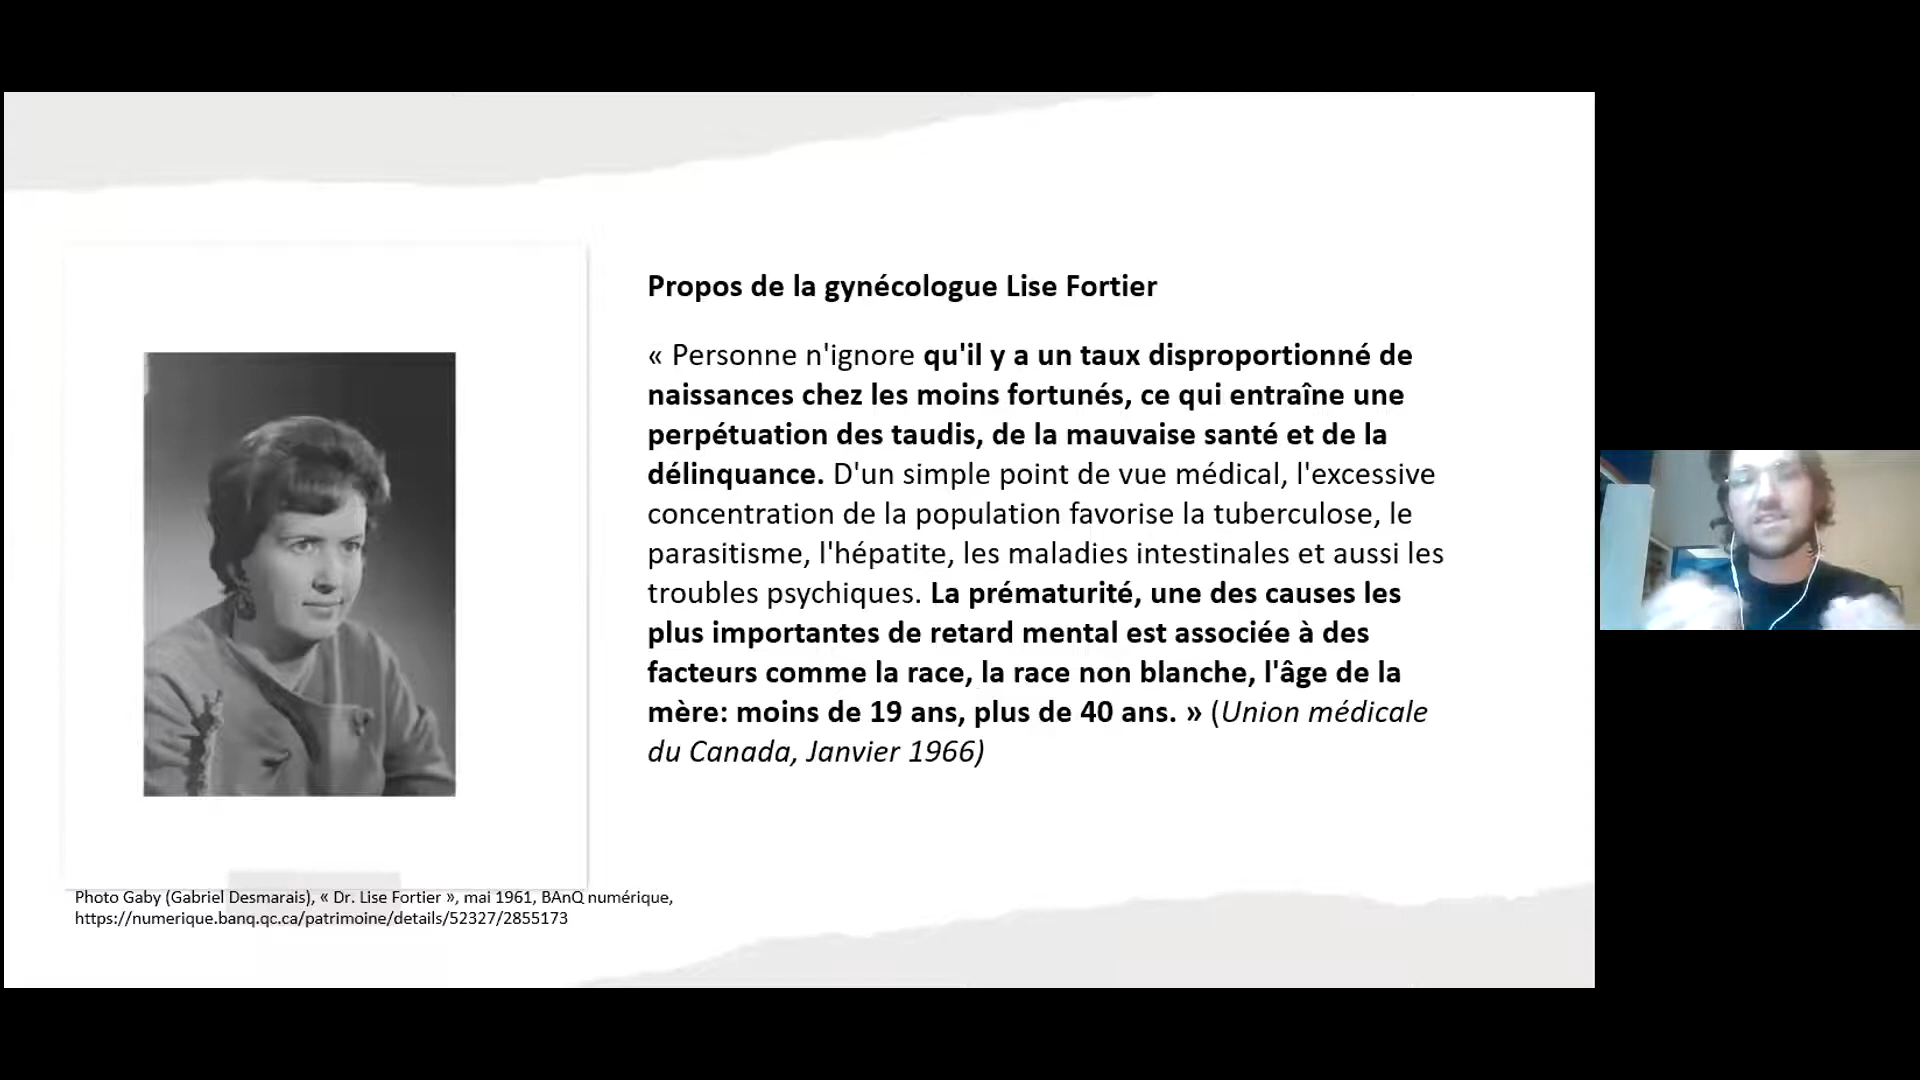 Propos de la gynécologue Lise Fortier
« Personne n'ignore qu'il y a un taux disproportionné de
naissances chez les moins fortunés, ce qui entraîne une
perpétuation des taudis, de la mauvaise santé et de la
délinquance. D'un simple point de vue médical, l'excessive
concentration de la population favorise la tuberculose, le
parasitisme, l'hépatite, les maladies intestinales et aussi les
troubles psychiques. La prématurité, une des causes les
plus importantes de retard mental est associée à des
facteurs comme la race, la race non blanche, l'âge de la
mère: moins de 19 ans, plus de 40 ans. » (Union médicale
du Canada, Janvier 1966)
Photo Gaby (Gabriel Desmarais), « Dr. Lise Fortier », mai 1961, BAnQ numérique,
https://numerique.banq.qc.ca/patrimoine/details/52327/2855173